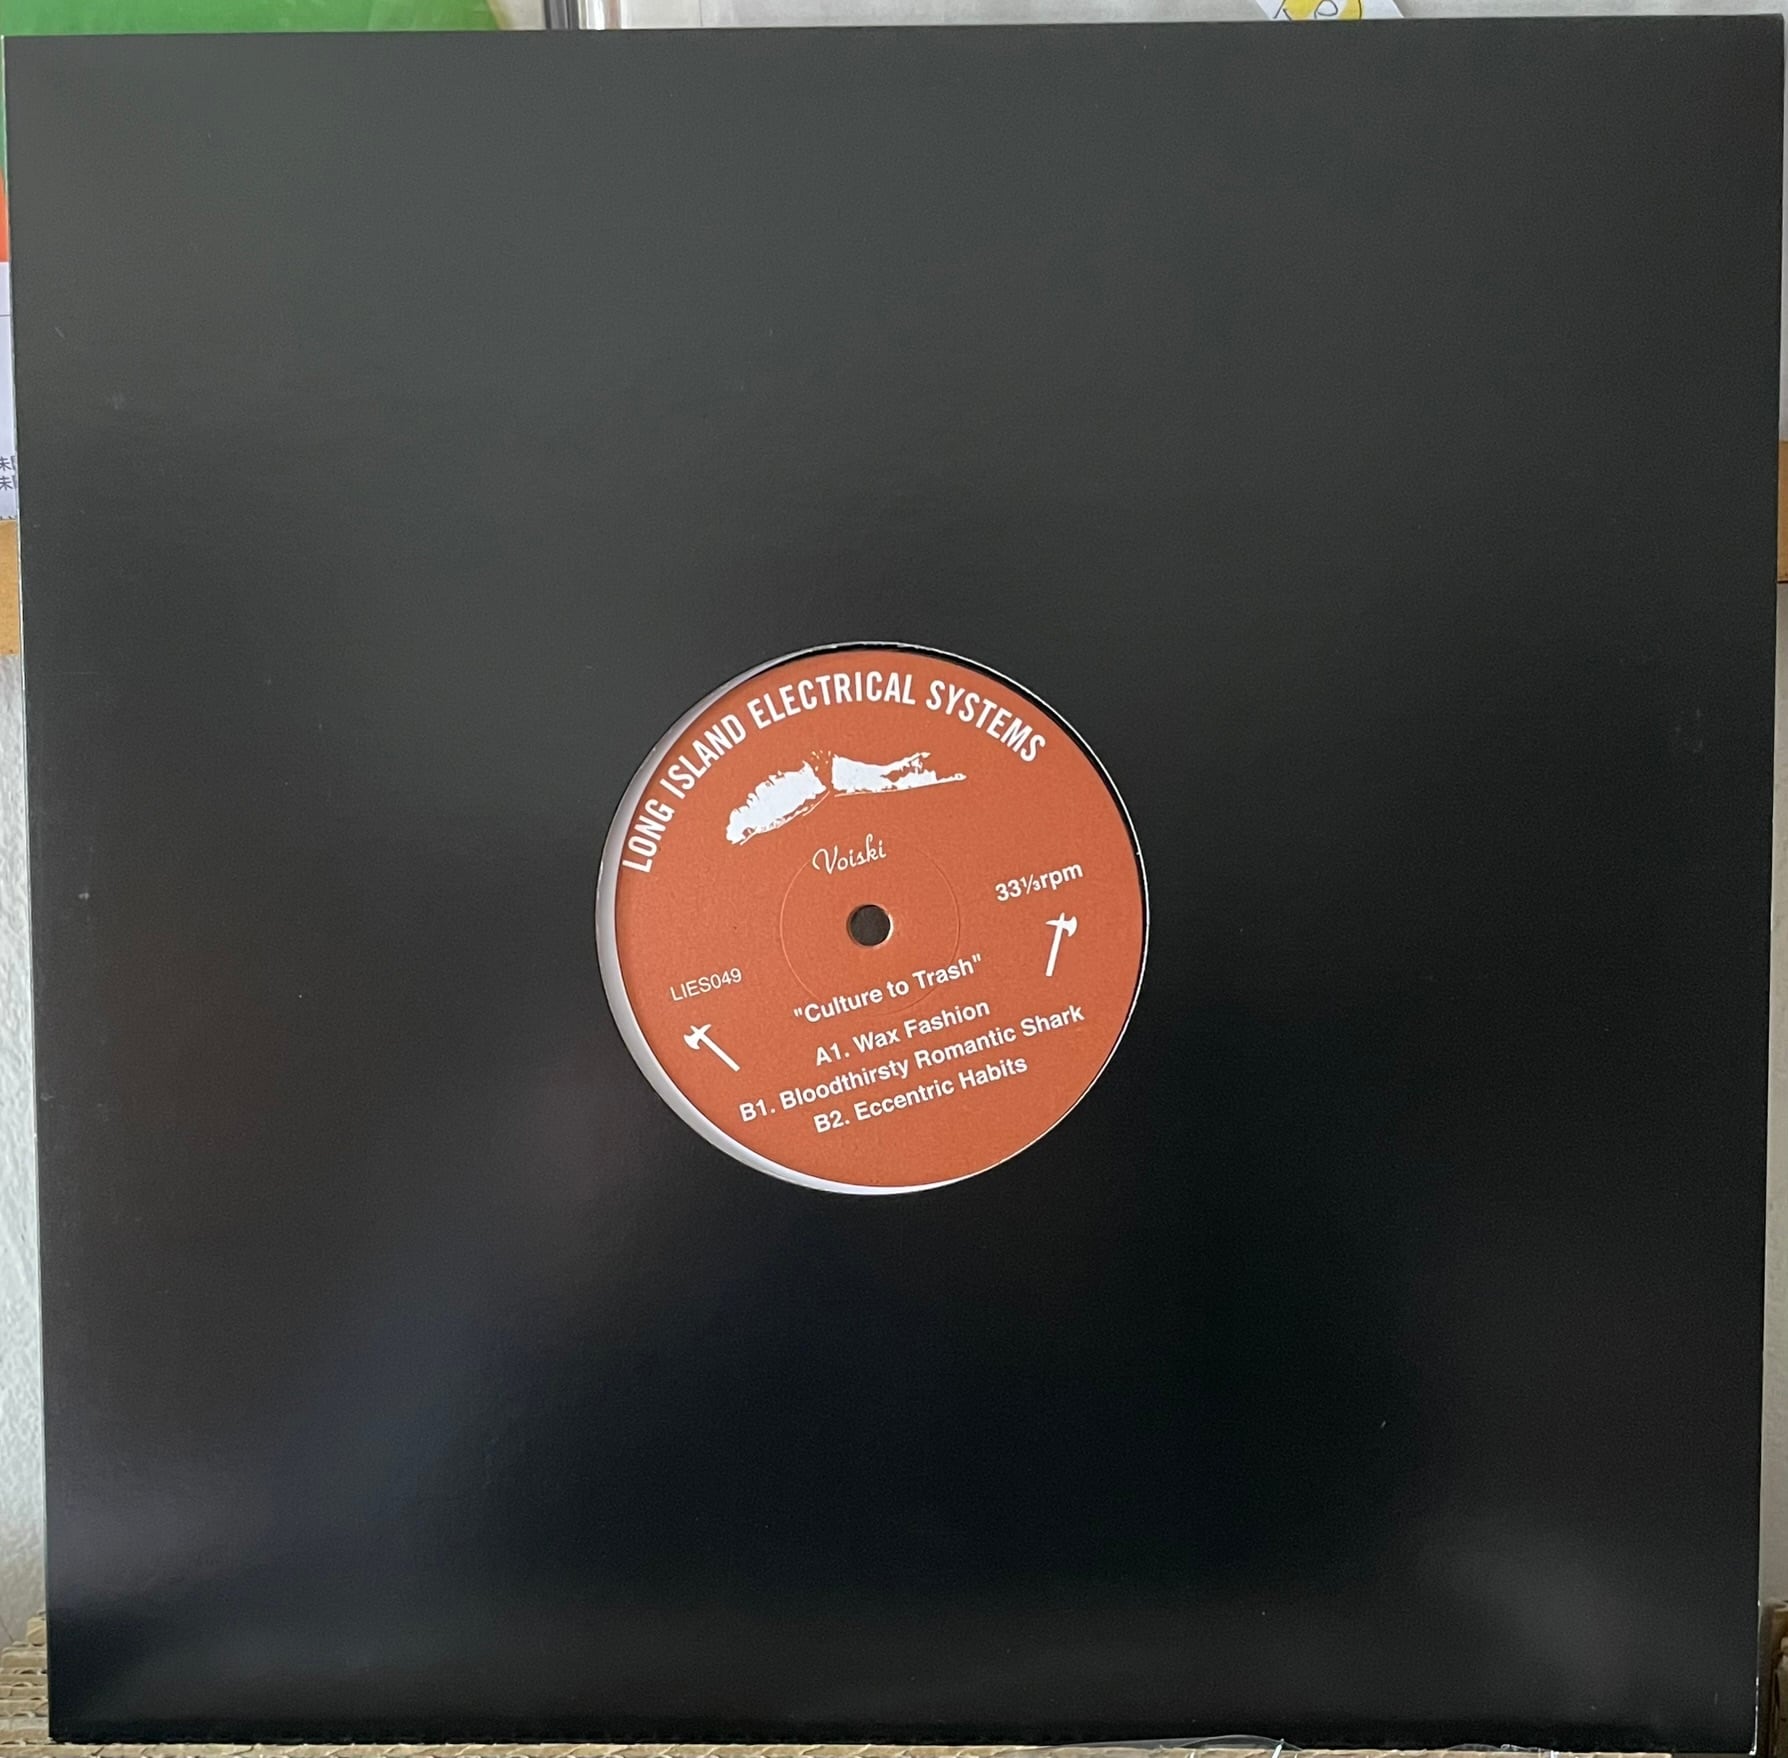 LONG ISLAND ELECTRICAL SYSTEMS
Voiski
33⅓rpm
LIES049
"Culture to Trash"
A1. Wax Fashion
B1. Bloodthirsty Romantic Shark
B2. Eccentric Habits